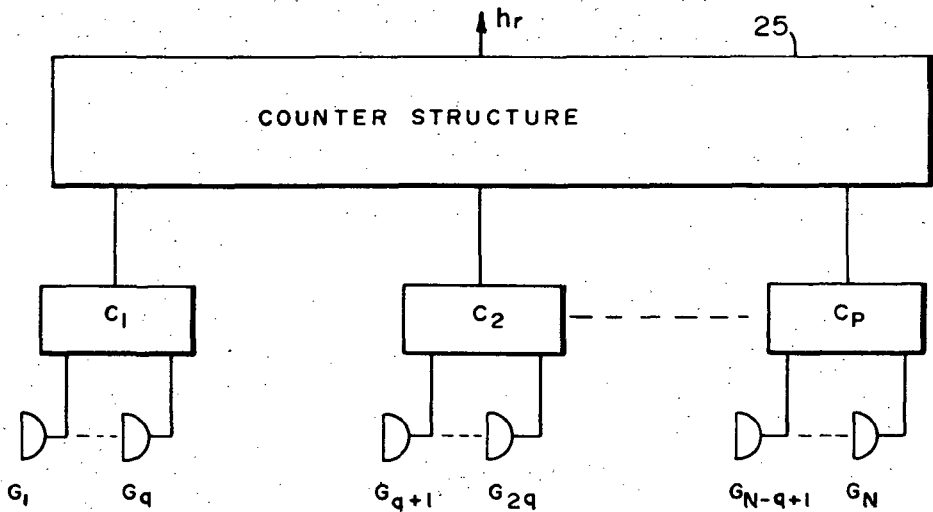 hr
25
COUNTER STRUCTURE
C1 C2 CP
G1 Gq Gq+1 G2q GN-q+1 GN